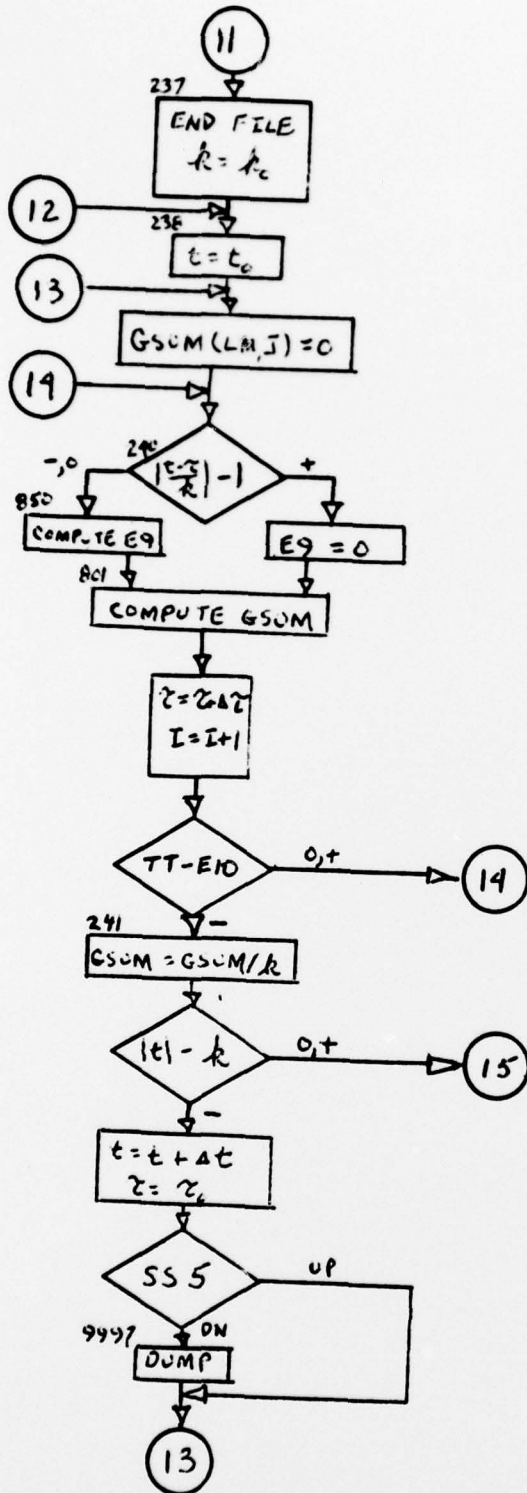 11
237
END FILE
k = k₀
12
238
t = t₀
13
GSUM(LM,I) = 0
14
240
|t-τ/k| - 1
-,0
+
850
COMPUTE E9
E9 = 0
801
COMPUTE GSUM
τ = τ+Δτ
I = I+1
TT-E10
0,+
14
-
241
GSUM = GSUM/k
|t| - k
0,+
15
-
t = t + Δt
τ = τ₀
SS 5
UP
DN
9997
DUMP
13